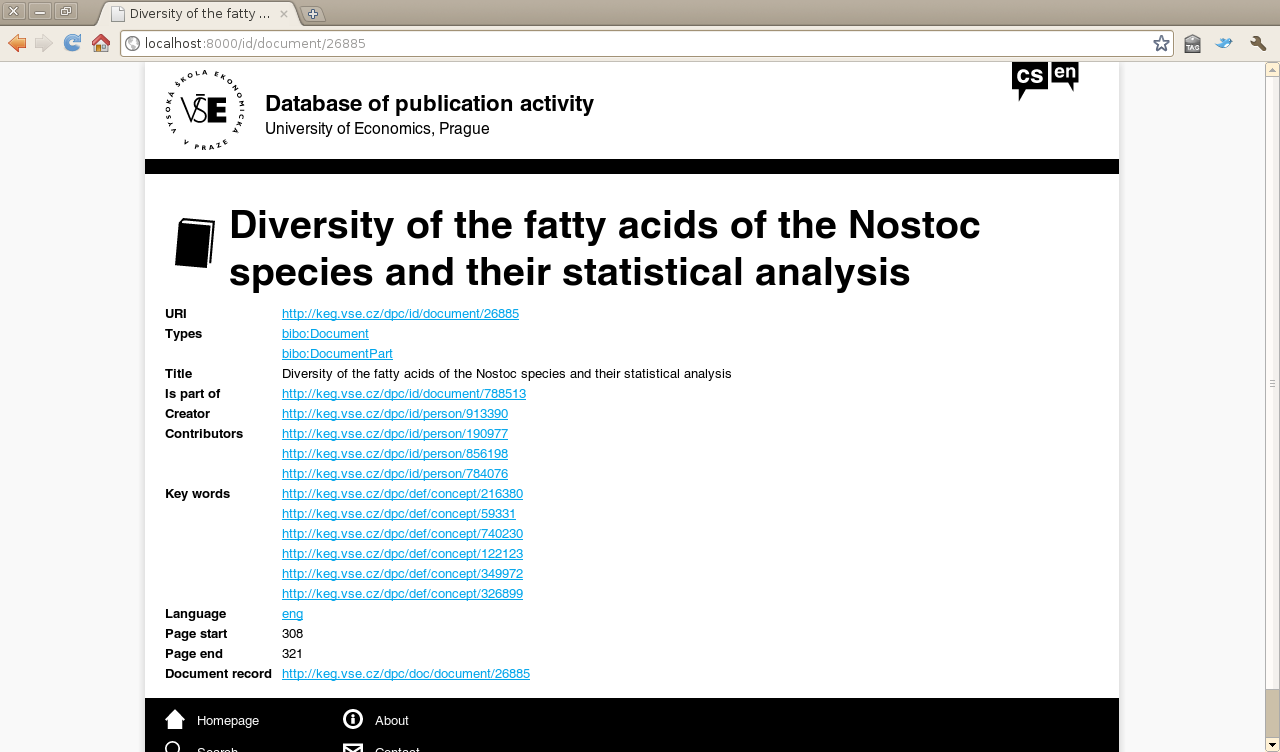 Diversity of the fatty ...
localhost:8000/id/document/26885
TAG
VYSOKÁ ŠKOLA EKONOMICKÁ V PRAZE
VŠE
Database of publication activity
University of Economics, Prague
cs en
Diversity of the fatty acids of the Nostoc
species and their statistical analysis
URI http://keg.vse.cz/dpc/id/document/26885
Types bibo:Document
bibo:DocumentPart
Title Diversity of the fatty acids of the Nostoc species and their statistical analysis
Is part of http://keg.vse.cz/dpc/id/document/788513
Creator http://keg.vse.cz/dpc/id/person/913390
Contributors http://keg.vse.cz/dpc/id/person/190977
http://keg.vse.cz/dpc/id/person/856198
http://keg.vse.cz/dpc/id/person/784076
Key words http://keg.vse.cz/dpc/def/concept/216380
http://keg.vse.cz/dpc/def/concept/59331
http://keg.vse.cz/dpc/def/concept/740230
http://keg.vse.cz/dpc/def/concept/122123
http://keg.vse.cz/dpc/def/concept/349972
http://keg.vse.cz/dpc/def/concept/326899
Language eng
Page start 308
Page end 321
Document record http://keg.vse.cz/dpc/doc/document/26885
Homepage About
Search Contact